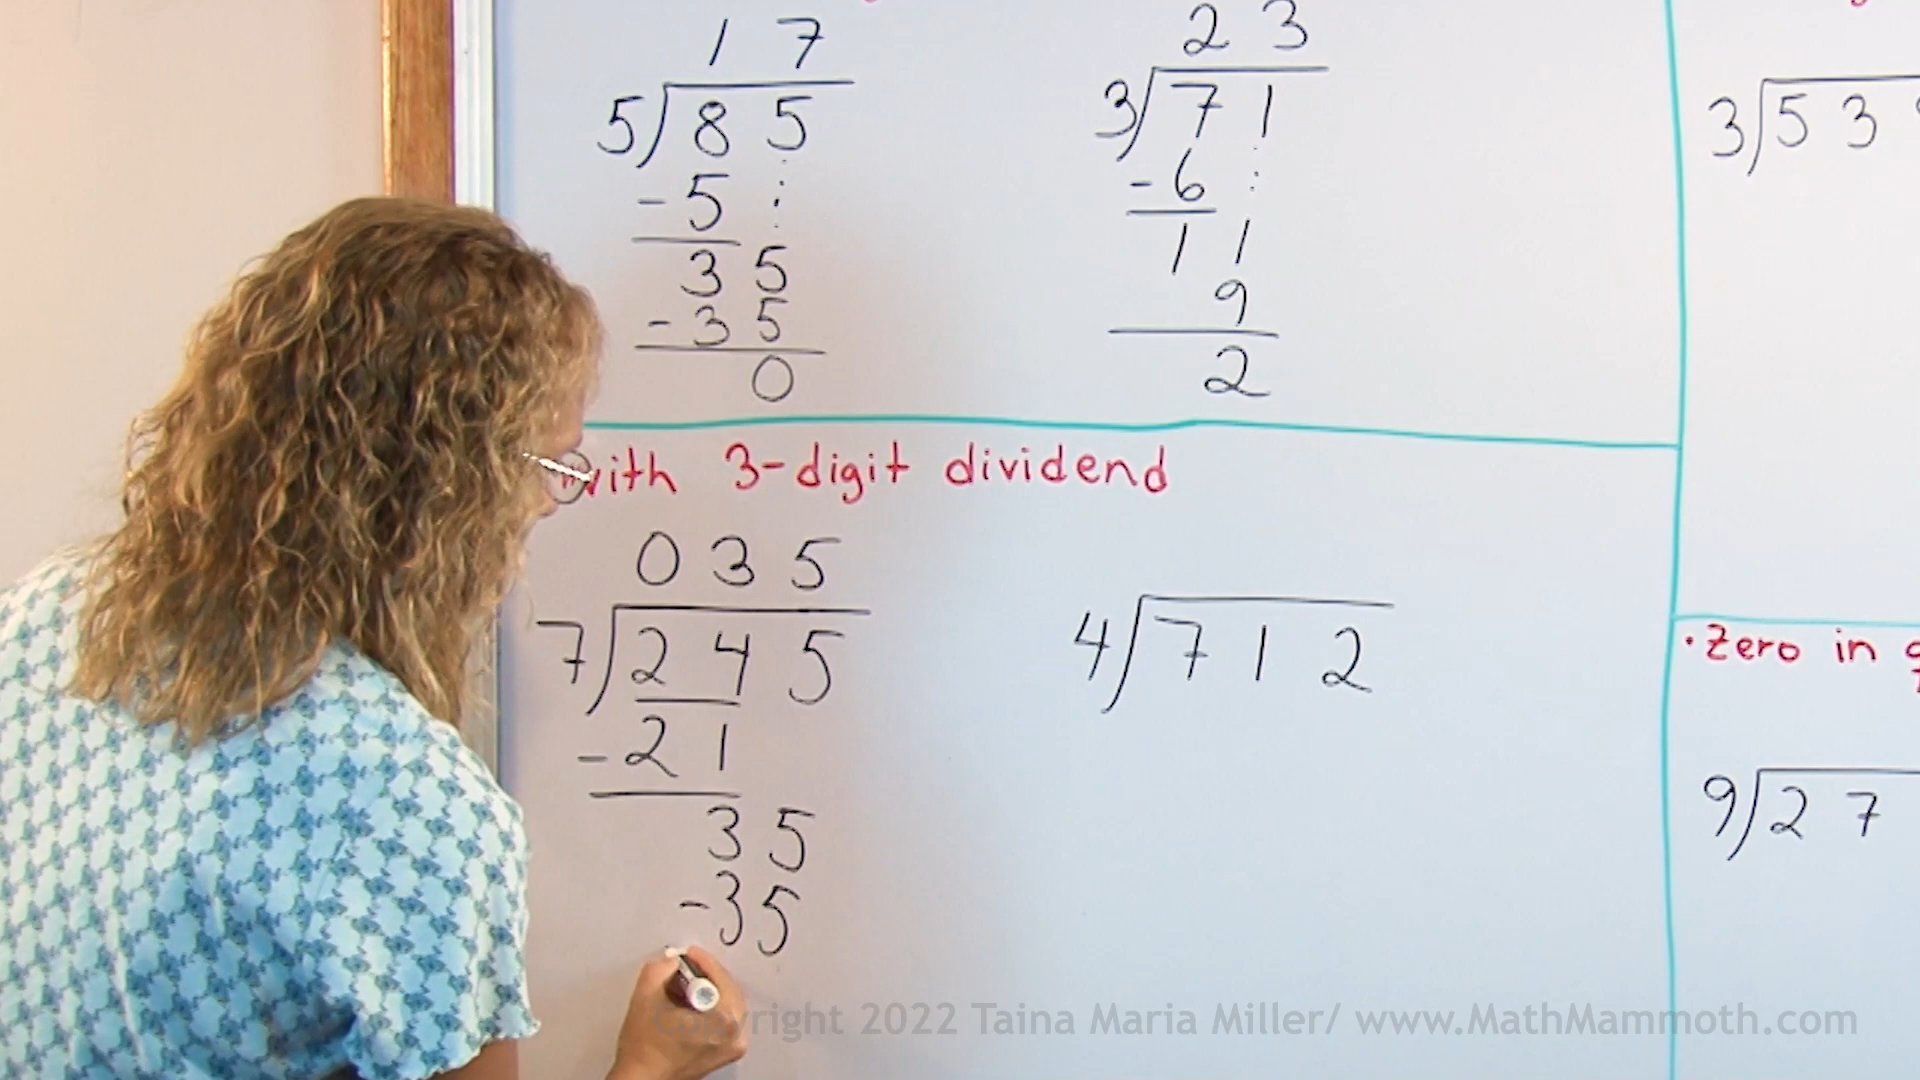 1 7
5)8 5
-5
3 5
-3 5
0
2 3
3)7 1
-6
1 1
9
2
3)5 3
with 3-digit dividend
0 3 5
7)2 4 5
-2 1
3 5
-3 5
4)7 1 2
• Zero in
9)2 7
Copyright 2022 Taina Maria Miller/ www.MathMammoth.com